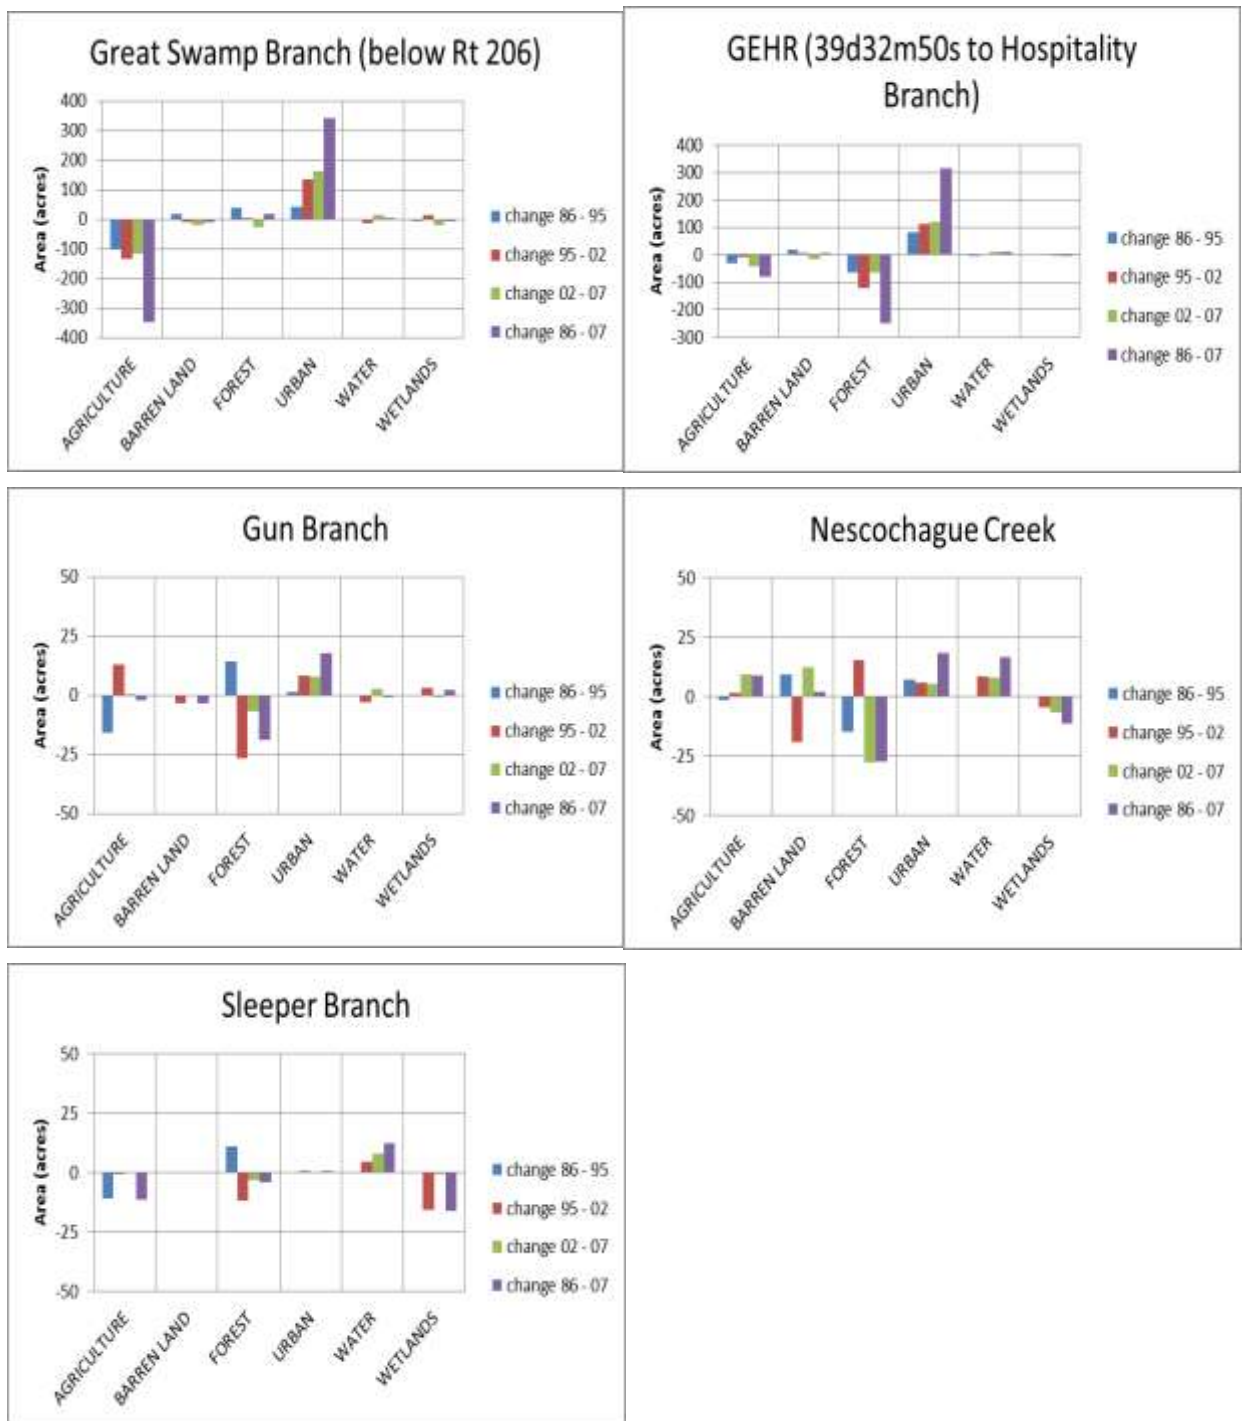 Great Swamp Branch (below Rt 206)
Area (acres)
400
300
200
100
0
-100
-200
-300
-400
AGRICULTURE
BARREN LAND
FOREST
URBAN
WATER
WETLANDS
change 86 - 95
change 95 - 02
change 02 - 07
change 86 - 07
GEHR (39d32m50s to Hospitality
Branch)
Area (acres)
400
300
200
100
0
-100
-200
-300
AGRICULTURE
BARREN LAND
FOREST
URBAN
WATER
WETLANDS
change 86 - 95
change 95 - 02
change 02 - 07
change 86 - 07
Gun Branch
Area (acres)
50
25
0
-25
-50
AGRICULTURE
BARREN LAND
FOREST
URBAN
WATER
WETLANDS
change 86 - 95
change 95 - 02
change 02 - 07
change 86 - 07
Nescochague Creek
Area (acres)
50
25
0
-25
-50
AGRICULTURE
BARREN LAND
FOREST
URBAN
WATER
WETLANDS
change 86 - 95
change 95 - 02
change 02 - 07
change 86 - 07
Sleeper Branch
Area (acres)
50
25
0
-25
-50
AGRICULTURE
BARREN LAND
FOREST
URBAN
WATER
WETLANDS
change 86 - 95
change 95 - 02
change 02 - 07
change 86 - 07